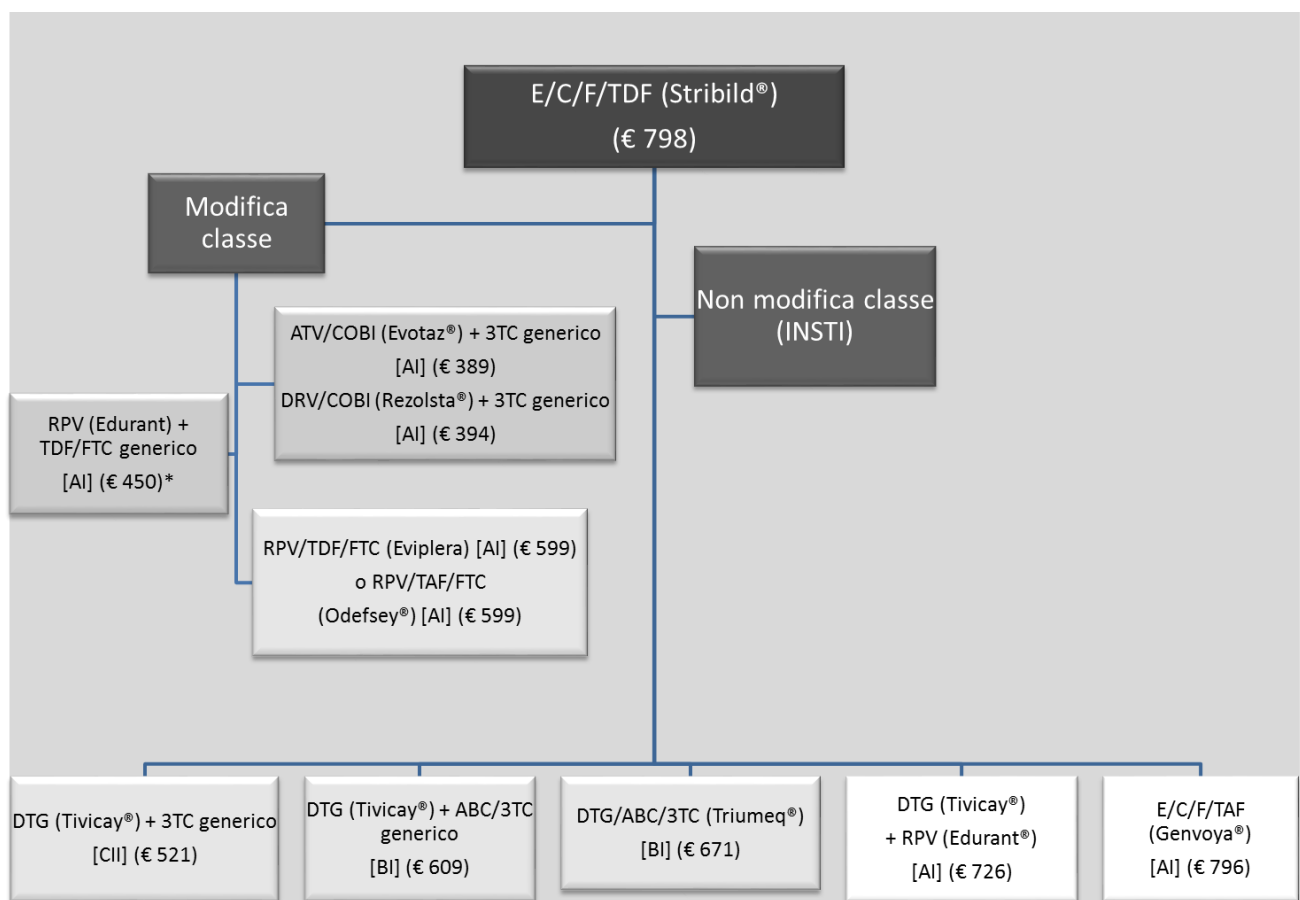 E/C/F/TDF (Stribild®)
(€ 798)
Modifica
classe
Non modifica classe
(INSTI)
ATV/COBI (Evotaz®) + 3TC generico
[AI] (€ 389)
DRV/COBI (Rezolsta®) + 3TC generico
[AI] (€ 394)
RPV (Edurant) +
TDF/FTC generico
[AI] (€ 450)*
RPV/TDF/FTC (Eviplera) [AI] (€ 599)
o RPV/TAF/FTC
(Odefsey®) [AI] (€ 599)
DTG (Tivicay®) + 3TC generico
[CII] (€ 521)
DTG (Tivicay®) + ABC/3TC
generico
[BI] (€ 609)
DTG/ABC/3TC (Triumeq®)
[BI] (€ 671)
DTG (Tivicay®)
+ RPV (Edurant®)
[AI] (€ 726)
E/C/F/TAF
(Genvoya®)
[AI] (€ 796)